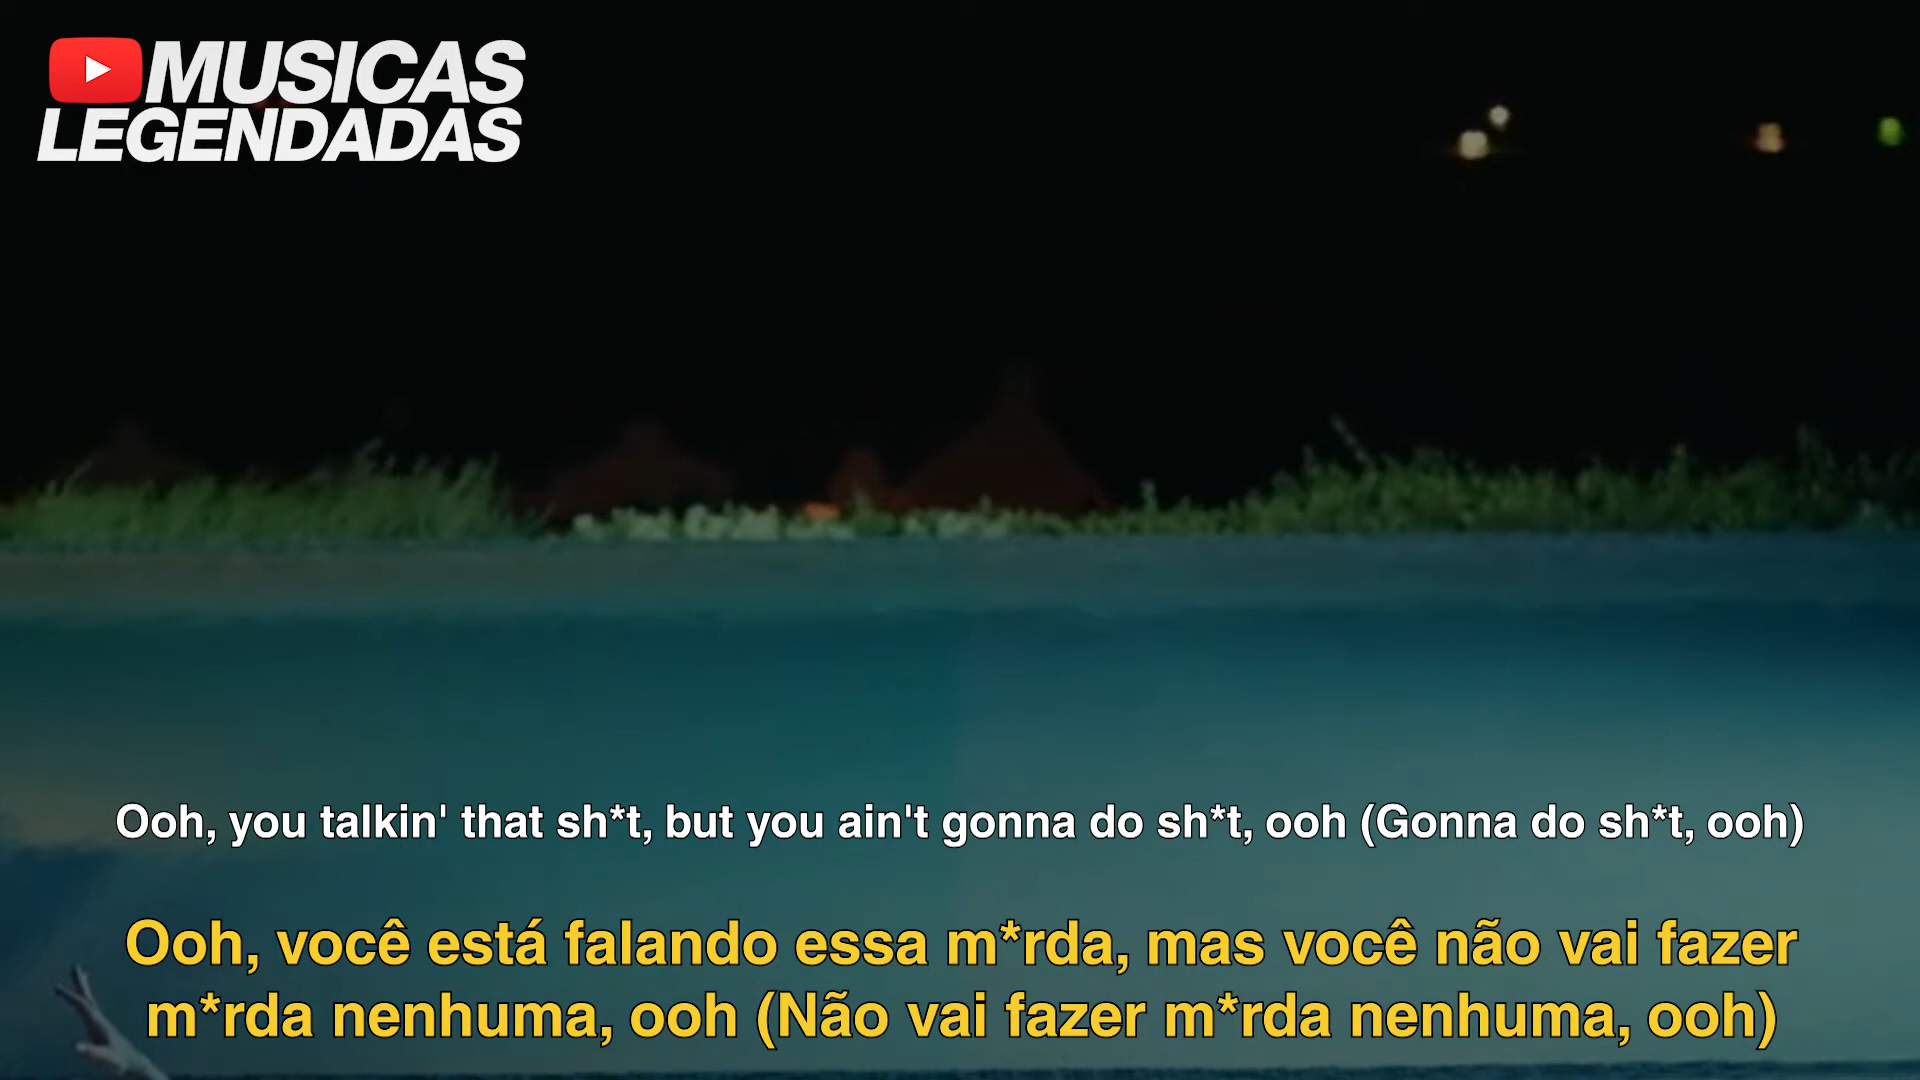 MUSICAS
LEGENDADAS
Ooh, you talkin' that sh*t, but you ain't gonna do sh*t, ooh (Gonna do sh*t, ooh)
Ooh, você está falando essa m*rda, mas você não vai fazer
m*rda nenhuma, ooh (Não vai fazer m*rda nenhuma, ooh)